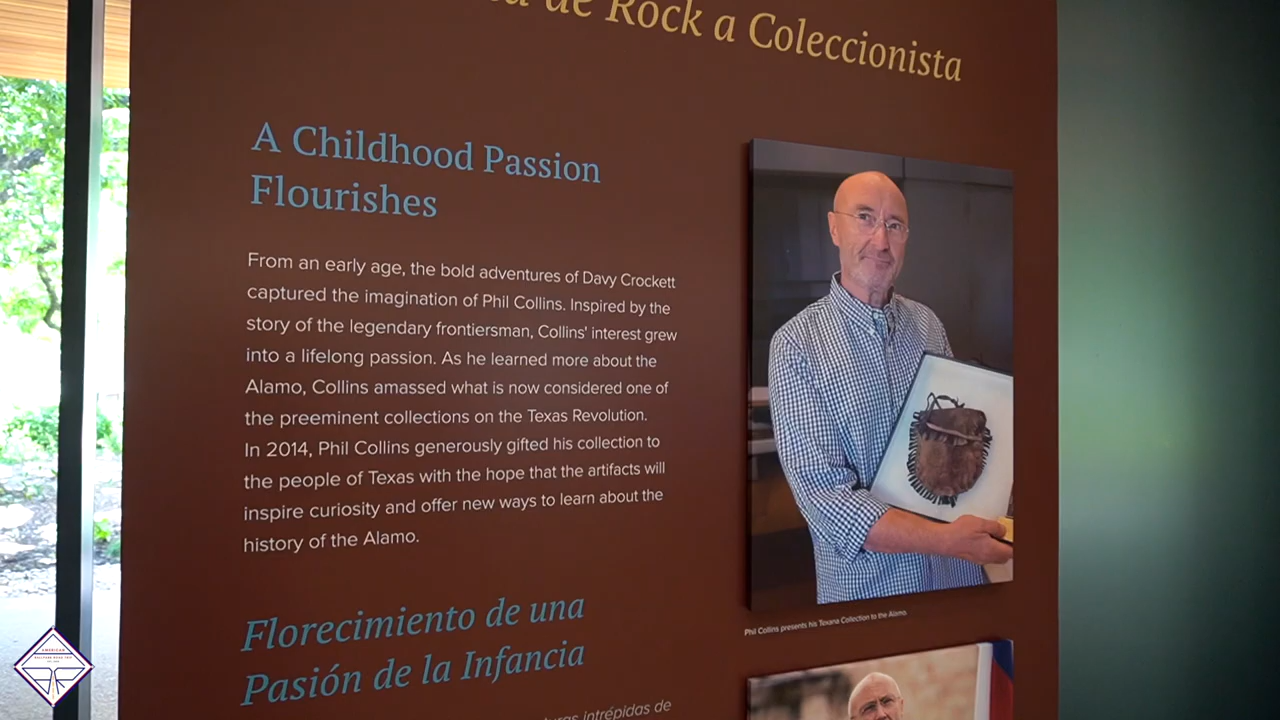 de Rock a Coleccionista
A Childhood Passion
Flourishes
From an early age, the bold adventures of Davy Crockett
captured the imagination of Phil Collins. Inspired by the
story of the legendary frontiersman, Collins' interest grew
into a lifelong passion. As he learned more about the
Alamo, Collins amassed what is now considered one of
the preeminent collections on the Texas Revolution.
In 2014, Phil Collins generously gifted his collection to
the people of Texas with the hope that the artifacts will
inspire curiosity and offer new ways to learn about the
history of the Alamo.
Phil Collins presents his Texana Collection to the Alamo.
Florecimiento de una
Pasión de la Infancia
intrépidas de
AMERICAN